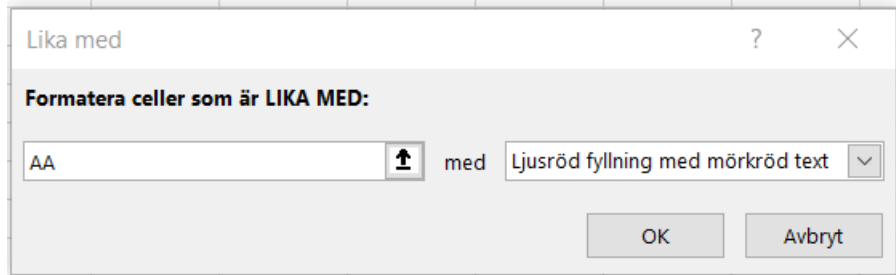 Lika med
Formatera celler som är LIKA MED:
AA med Ljusröd fyllning med mörkröd text
OK Avbryt